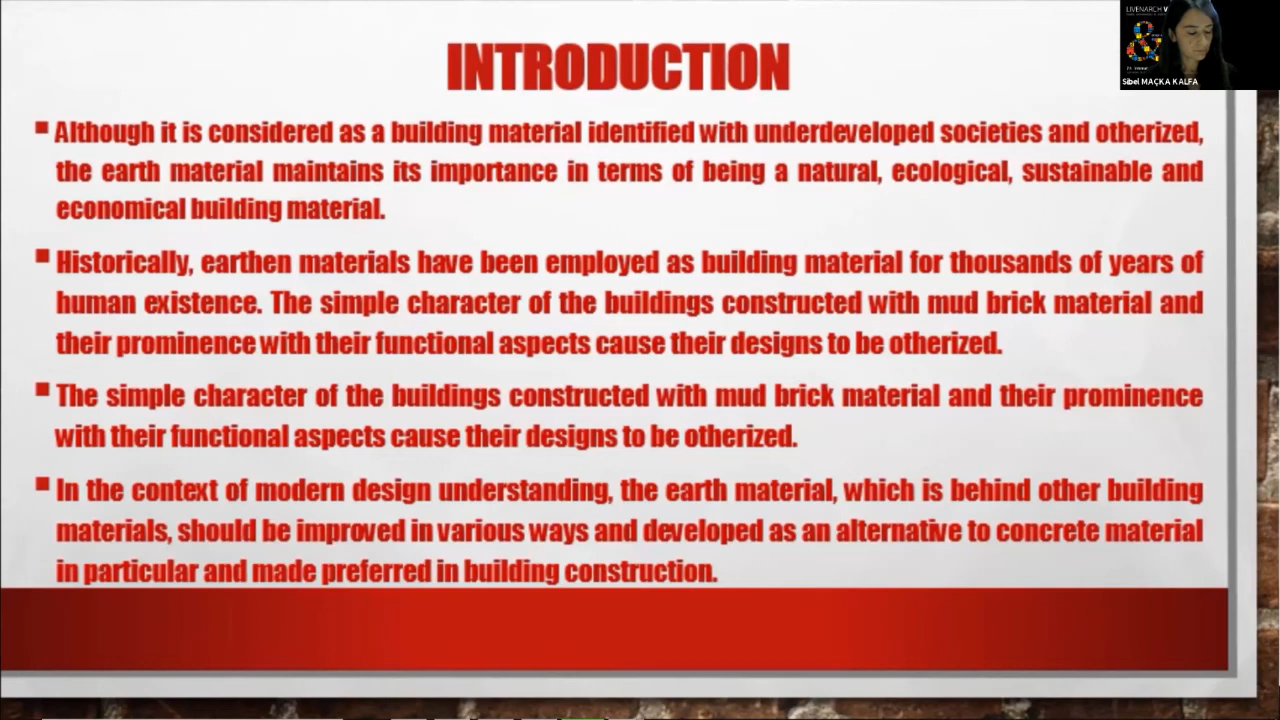 LIVENARCH V
Sibel MAÇKA KALFA
INTRODUCTION
▪ Although it is considered as a building material identified with underdeveloped societies and otherized,
the earth material maintains its importance in terms of being a natural, ecological, sustainable and
economical building material.
▪ Historically, earthen materials have been employed as building material for thousands of years of
human existence. The simple character of the buildings constructed with mud brick material and
their prominence with their functional aspects cause their designs to be otherized.
▪ The simple character of the buildings constructed with mud brick material and their prominence
with their functional aspects cause their designs to be otherized.
▪ In the context of modern design understanding, the earth material, which is behind other building
materials, should be improved in various ways and developed as an alternative to concrete material
in particular and made preferred in building construction.